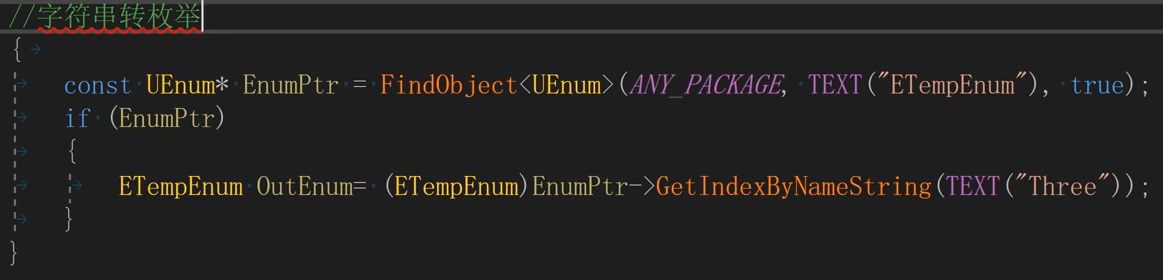 //字符串转枚举
{
const UEnum* EnumPtr = FindObject<UEnum>(ANY_PACKAGE, TEXT("ETempEnum"), true);
if (EnumPtr)
{
ETempEnum OutEnum= (ETempEnum)EnumPtr->GetIndexByNameString(TEXT("Three"));
}
}